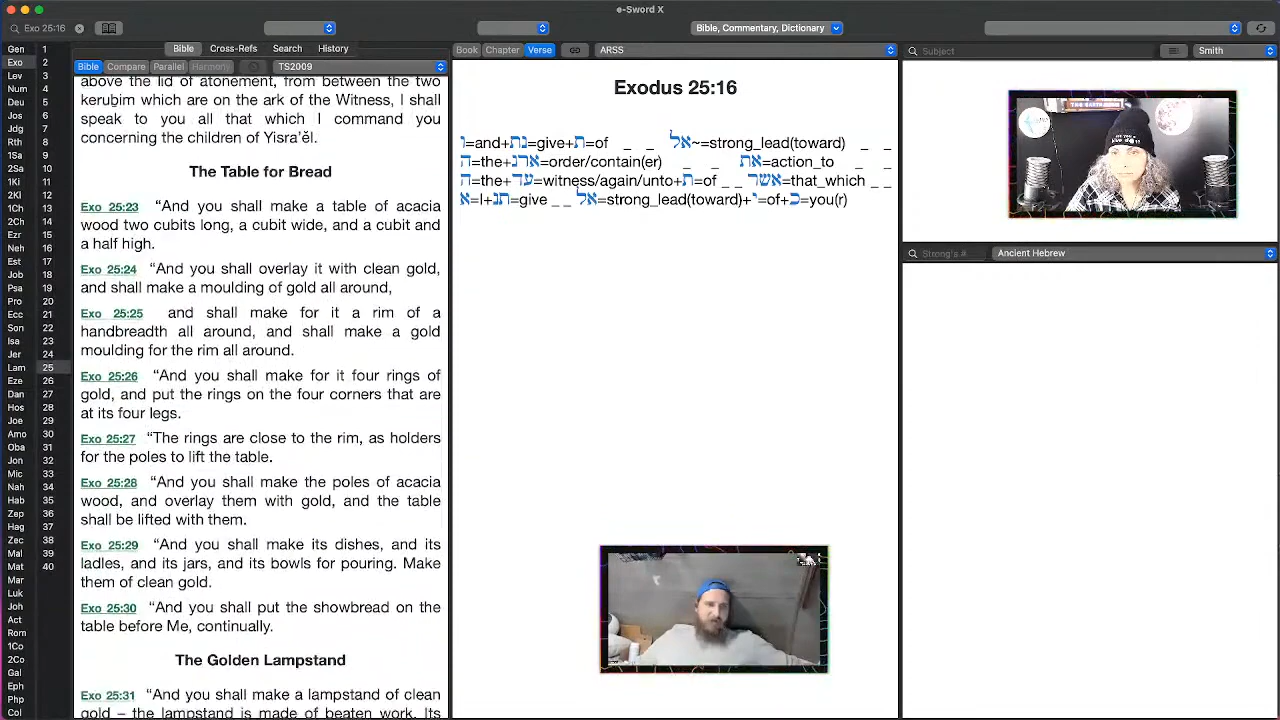 e-Sword X
Exo 25:16
Bible, Commentary, Dictionary
Bible Cross-Refs Search History
Bible Compare Parallel Harmony TS2009
Gen 1
Exo 2
Lev 3
Num 4
Deu 5
Jos 6
Jdg 7
Rth 8
1Sa 9
2Sa 10
1Ki 11
2Ki 12
1Ch 13
2Ch 14
Ezr 15
Neh 16
Est 17
Job 18
Psa 19
Pro 20
Ecc 21
Son 22
Isa 23
Jer 24
Lam 25
Eze 26
Dan 27
Hos 28
Joe 29
Amo 30
Oba 31
Jon 32
Mic 33
Nah 34
Hab 35
Zep 36
Hag 37
Zec 38
Mal 39
Mat 40
Mar
Luk
Joh
Act
Rom
1Co
2Co
Gal
Eph
Php
Col
above the lid of atonement, from between the two
kerubim which are on the ark of the Witness, I shall
speak to you all that which I command you
concerning the children of Yisra’ĕl.
The Table for Bread
Exo 25:23 “And you shall make a table of acacia
wood two cubits long, a cubit wide, and a cubit and
a half high.
Exo 25:24 “And you shall overlay it with clean gold,
and shall make a moulding of gold all around,
Exo 25:25 and shall make for it a rim of a
handbreadth all around, and shall make a gold
moulding for the rim all around.
Exo 25:26 “And you shall make for it four rings of
gold, and put the rings on the four corners that are
at its four legs.
Exo 25:27 “The rings are close to the rim, as holders
for the poles to lift the table.
Exo 25:28 “And you shall make the poles of acacia
wood, and overlay them with gold, and the table
shall be lifted with them.
Exo 25:29 “And you shall make its dishes, and its
ladles, and its jars, and its bowls for pouring. Make
them of clean gold.
Exo 25:30 “And you shall put the showbread on the
table before Me, continually.
The Golden Lampstand
Exo 25:31 “And you shall make a lampstand of clean
gold – the lampstand is made of beaten work. Its
Book Chapter Verse ARSS
Exodus 25:16
ו=and+נת=give+ת=of _ _ אל~=strong_lead(toward) _ _
ה=the+ארנ=order/contain(er) _ _ את=action_to _ _
ה=the+עד=witness/again/unto+ת=of _ _ אשר=that_which _ _
א=I+תנ=give _ _ אל=strong_lead(toward)+י=of+כ=you(r)
Subject Smith
Strong's # Ancient Hebrew